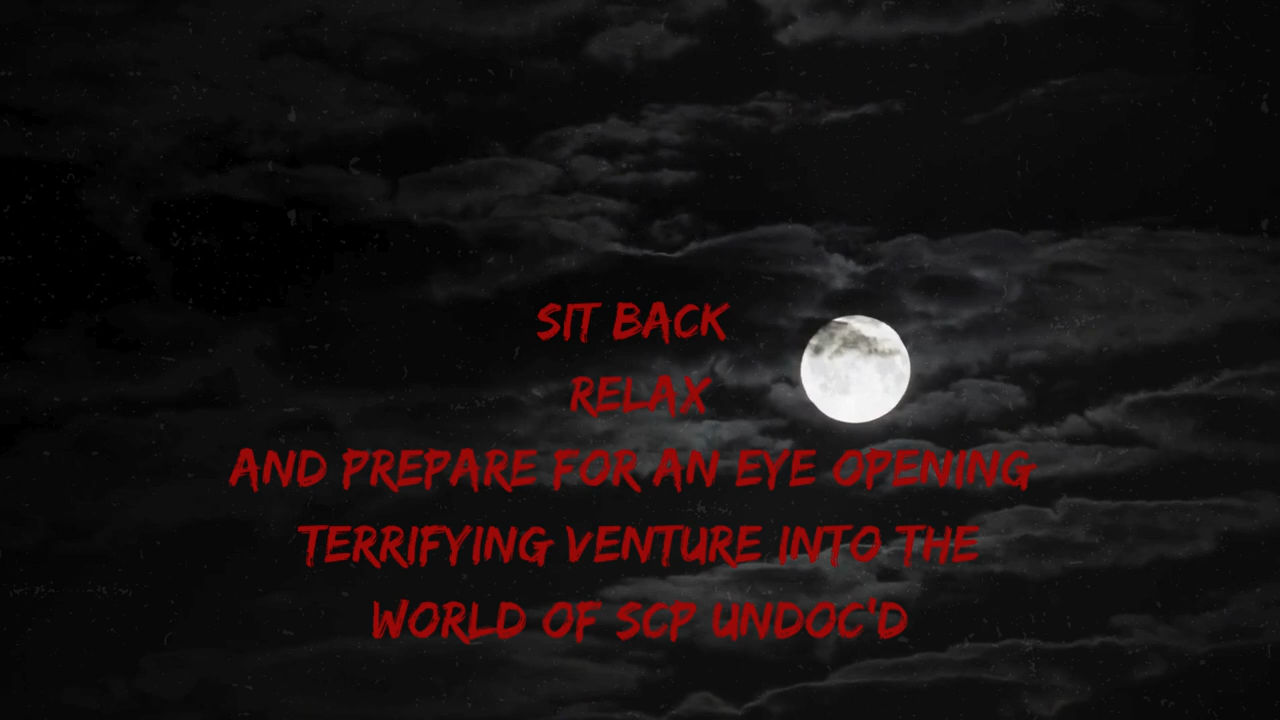 SIT BACK
RELAX
AND PREPARE FOR AN EYE OPENING
TERRIFYING VENTURE INTO THE
WORLD OF SCP UNDOC'D